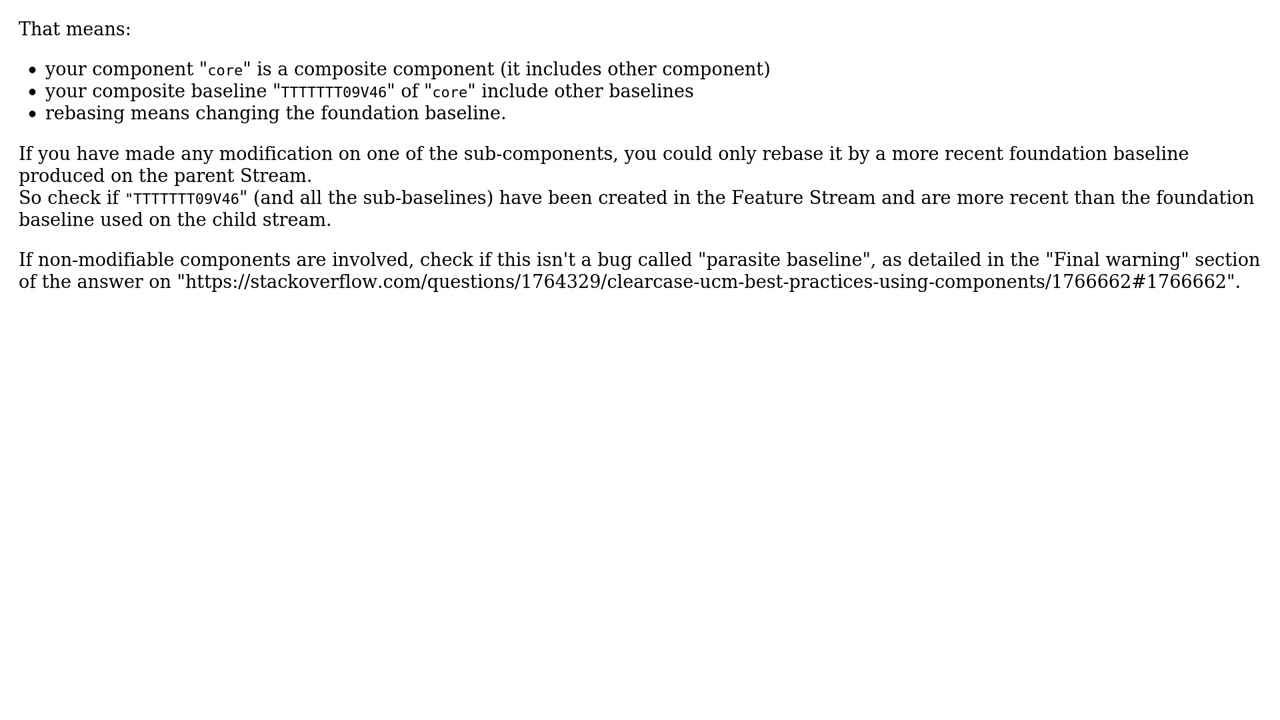 That means:
• your component "core" is a composite component (it includes other component)
• your composite baseline "TTTTTTT09V46" of "core" include other baselines
• rebasing means changing the foundation baseline.
If you have made any modification on one of the sub-components, you could only rebase it by a more recent foundation baseline
produced on the parent Stream.
So check if "TTTTTTT09V46" (and all the sub-baselines) have been created in the Feature Stream and are more recent than the foundation
baseline used on the child stream.
If non-modifiable components are involved, check if this isn't a bug called "parasite baseline", as detailed in the "Final warning" section
of the answer on "https://stackoverflow.com/questions/1764329/clearcase-ucm-best-practices-using-components/1766662#1766662".